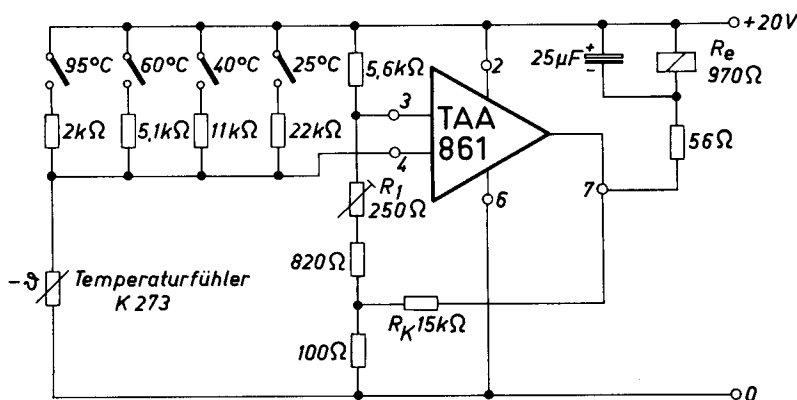 +20V
95°C
60°C
40°C
25°C
2kΩ
5,1kΩ
11kΩ
22kΩ
5,6kΩ
2
3
4
TAA
861
6
7
25µF
+
−
Re
970Ω
56Ω
R1
250Ω
820Ω
RK 15kΩ
100Ω
-ϑ
Temperaturfühler
K 273
0